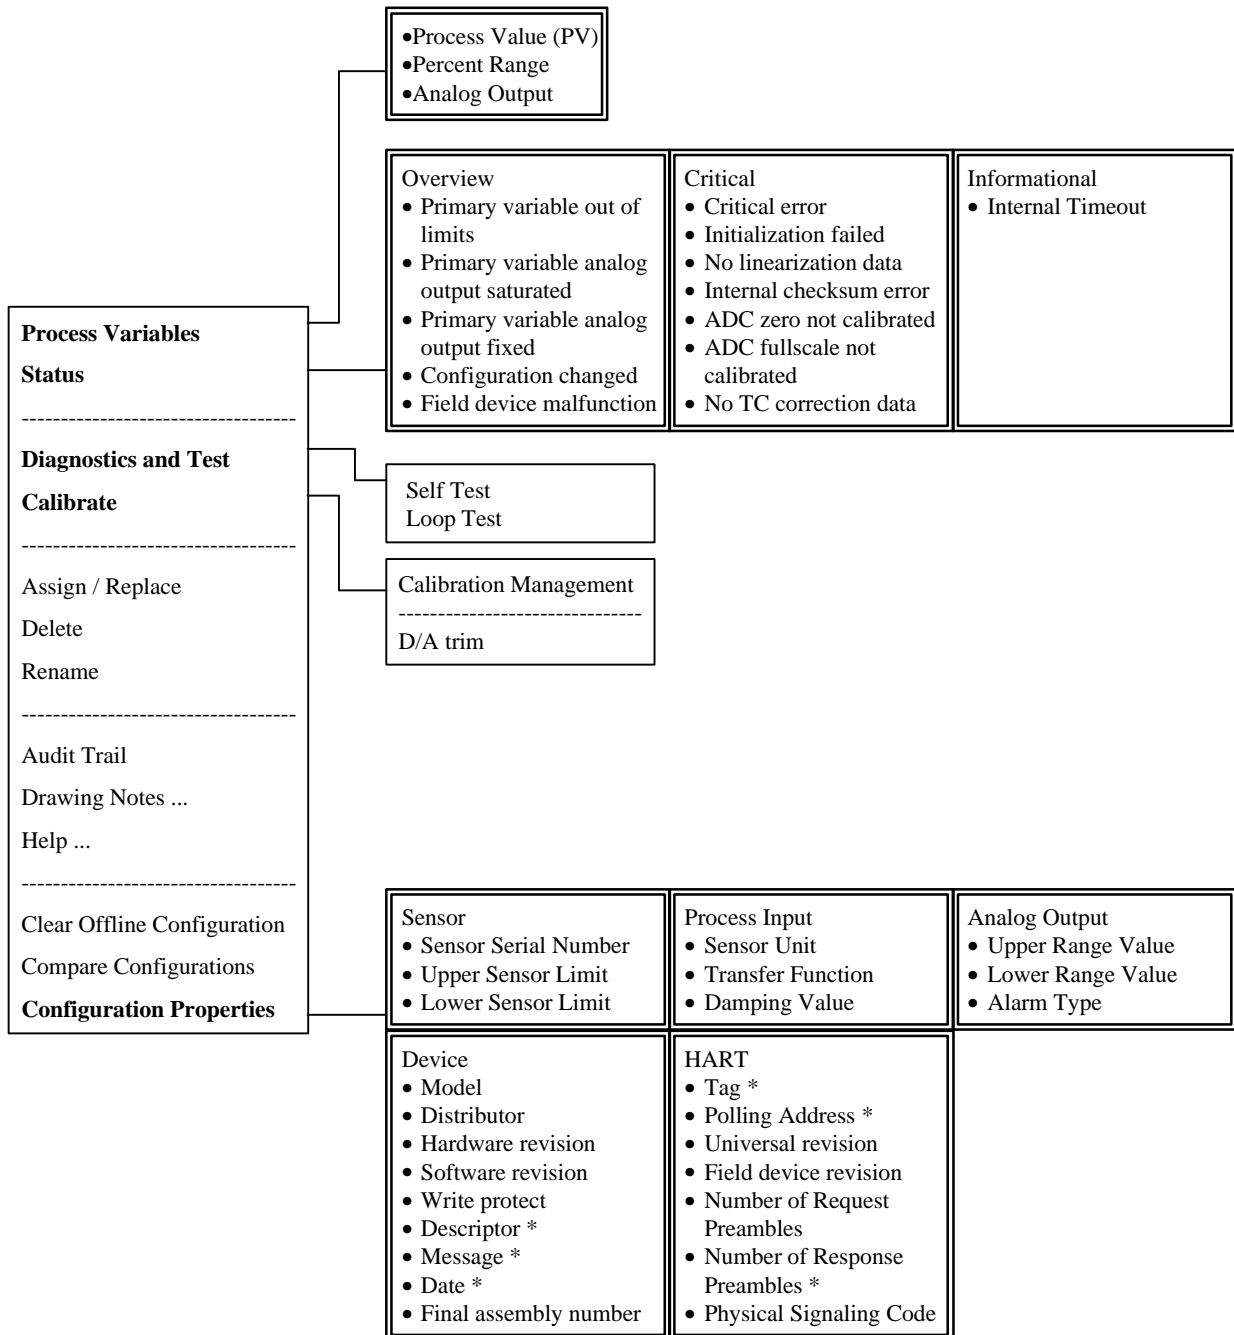 •Process Value (PV)
•Percent Range
•Analog Output
Overview
• Primary variable out of
limits
• Primary variable analog
output saturated
• Primary variable analog
output fixed
• Configuration changed
• Field device malfunction
Critical
• Critical error
• Initialization failed
• No linearization data
• Internal checksum error
• ADC zero not calibrated
• ADC fullscale not
calibrated
• No TC correction data
Informational
• Internal Timeout
Process Variables
Status
-----------------------------------
Diagnostics and Test
Calibrate
-----------------------------------
Assign / Replace
Delete
Rename
-----------------------------------
Audit Trail
Drawing Notes ...
Help ...
-----------------------------------
Clear Offline Configuration
Compare Configurations
Configuration Properties
Self Test
Loop Test
Calibration Management
-------------------------------
D/A trim
Sensor
• Sensor Serial Number
• Upper Sensor Limit
• Lower Sensor Limit
Process Input
• Sensor Unit
• Transfer Function
• Damping Value
Analog Output
• Upper Range Value
• Lower Range Value
• Alarm Type
Device
• Model
• Distributor
• Hardware revision
• Software revision
• Write protect
• Descriptor *
• Message *
• Date *
• Final assembly number
HART
• Tag *
• Polling Address *
• Universal revision
• Field device revision
• Number of Request
Preambles
• Number of Response
Preambles *
• Physical Signaling Code